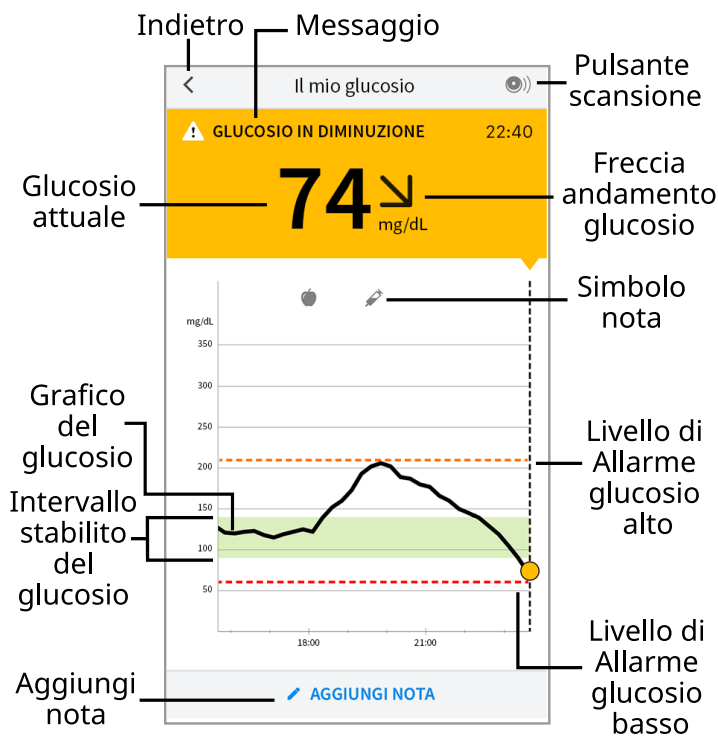 Indietro
Messaggio
Il mio glucosio
Pulsante
scansione
GLUCOSIO IN DIMINUZIONE
22:40
Glucosio
attuale
74
mg/dL
Freccia
andamento
glucosio
Simbolo
nota
mg/dL
350
300
250
200
150
100
50
18:00
21:00
Grafico
del
glucosio
Intervallo
stabilito
del
glucosio
Livello di
Allarme
glucosio
alto
Livello di
Allarme
glucosio
basso
Aggiungi
nota
AGGIUNGI NOTA